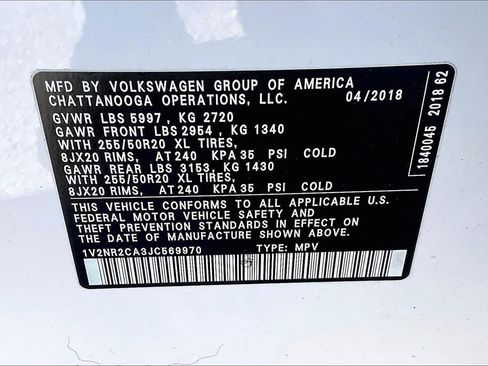 MFD BY VOLKSWAGEN GROUP OF AMERICA
CHATTANOOGA OPERATIONS, LLC. 04/2018
GVWR LBS 5997 , KG 2720
GAWR FRONT LBS 2954 , KG 1340
WITH 255/50R20 XL TIRES,
8JX20 RIMS, AT 240 KPA 35 PSI COLD
GAWR REAR LBS 3153, KG 1430
WITH 255/50R20 XL TIRES,
8JX20 RIMS, AT 240 KPA 35 PSI COLD
THIS VEHICLE CONFORMS TO ALL APPLICABLE U.S.
FEDERAL MOTOR VEHICLE SAFETY AND
THEFT PREVENTION STANDARDS IN EFFECT ON
THE DATE OF MANUFACTURE SHOWN ABOVE.
1V2NR2CA3JC569970 TYPE: MPV
1840045 2018 62